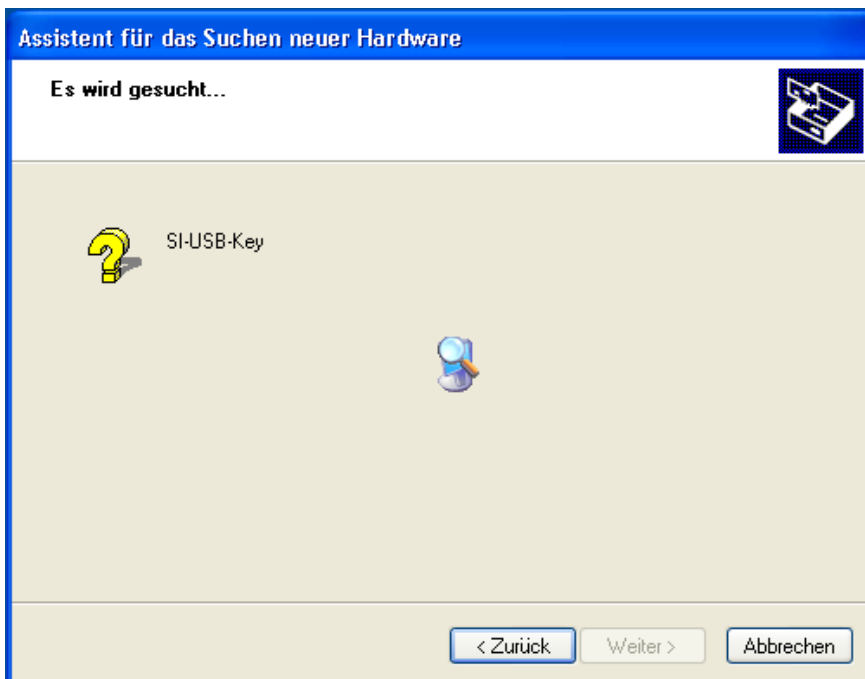 Assistent für das Suchen neuer Hardware
Es wird gesucht...
SI-USB-Key
< Zurück
Weiter >
Abbrechen